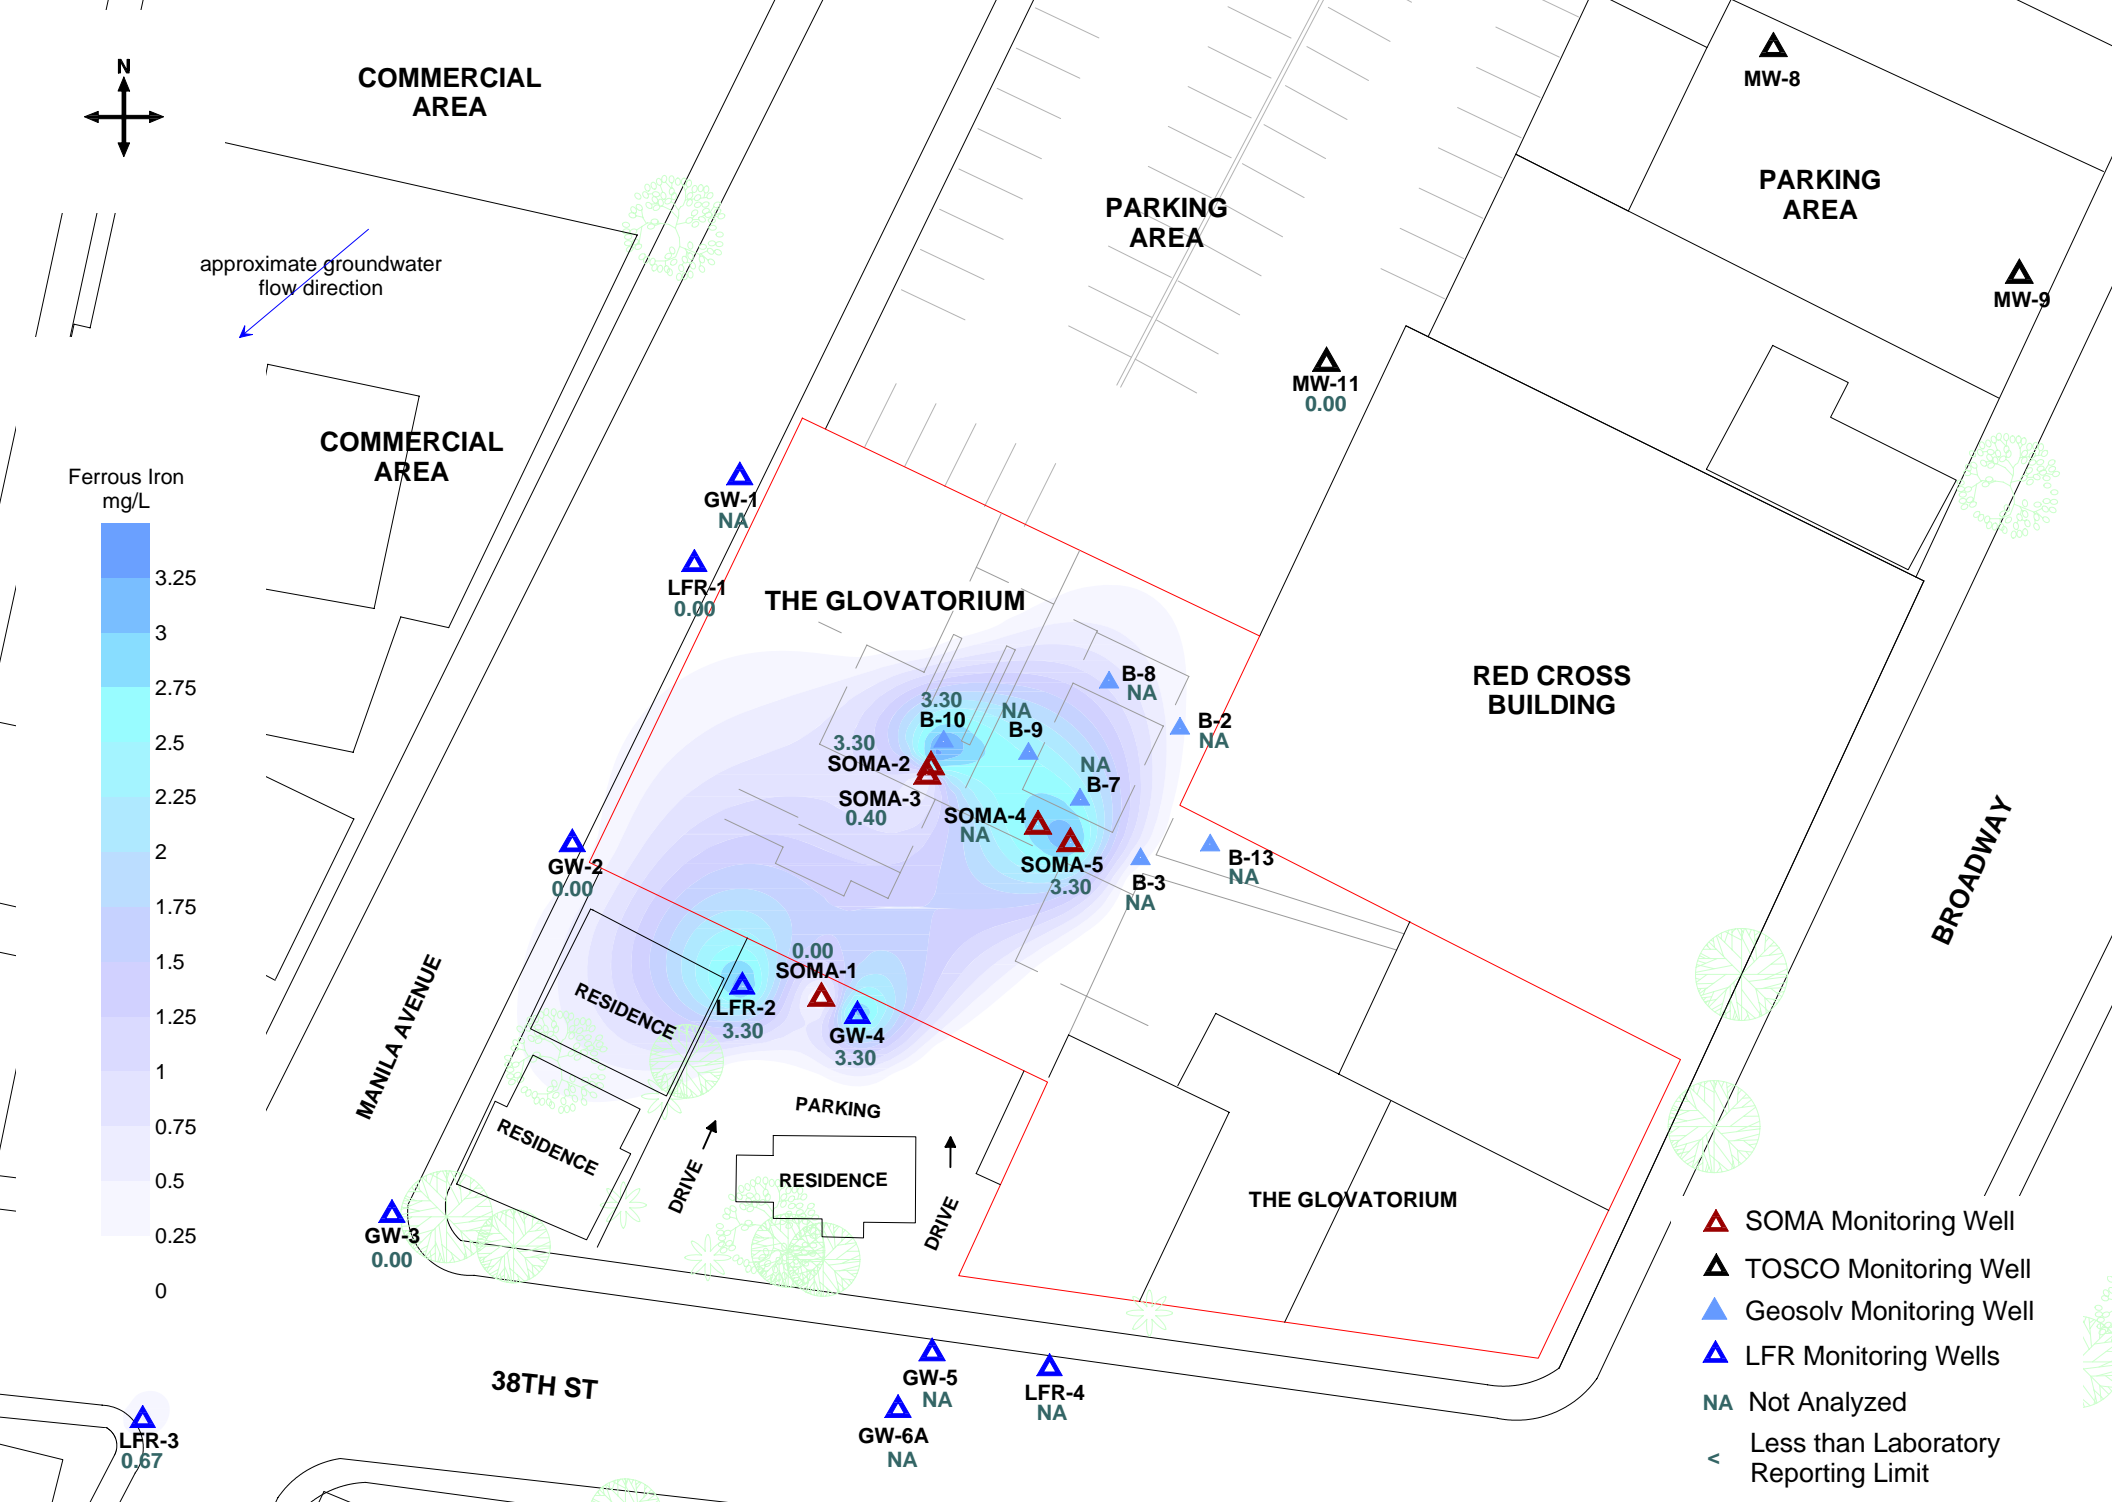 N
COMMERCIAL
AREA
MW-8
PARKING
AREA
PARKING
AREA
approximate groundwater
flow direction
MW-9
MW-11
0.00
COMMERCIAL
AREA
Ferrous Iron
mg/L
3.25
3
2.75
2.5
2.25
2
1.75
1.5
1.25
1
0.75
0.5
0.25
0
GW-1
NA
LFR-1
0.00
THE GLOVATORIUM
RED CROSS
BUILDING
B-8
NA
3.30
B-10
NA
B-9
B-2
NA
3.30
SOMA-2
NA
B-7
SOMA-3
0.40
SOMA-4
NA
SOMA-5
3.30
B-13
NA
B-3
NA
GW-2
0.00
BROADWAY
0.00
SOMA-1
LFR-2
3.30
GW-4
3.30
RESIDENCE
MANILA AVENUE
PARKING
RESIDENCE
DRIVE
RESIDENCE
DRIVE
THE GLOVATORIUM
GW-3
0.00
38TH ST
GW-5
NA
LFR-4
NA
GW-6A
NA
LFR-3
0.67
SOMA Monitoring Well
TOSCO Monitoring Well
Geosolv Monitoring Well
LFR Monitoring Wells
NA Not Analyzed
< Less than Laboratory
Reporting Limit